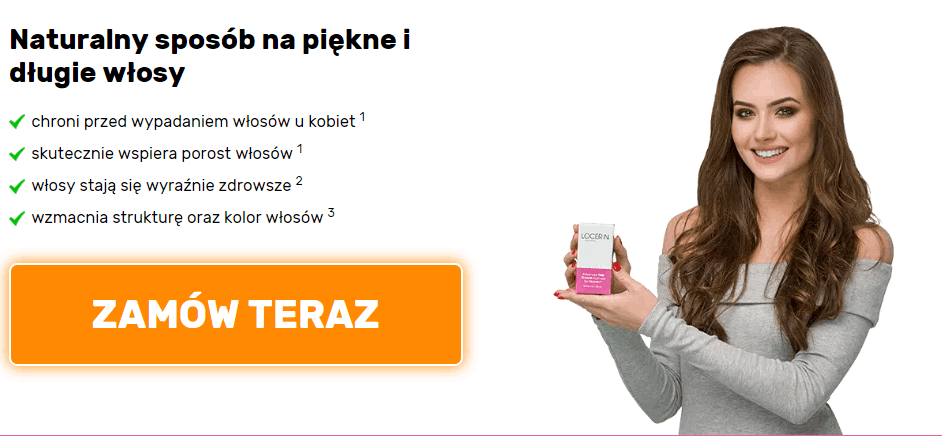 Naturalny sposób na piękne i
długie włosy
chroni przed wypadaniem włosów u kobiet 1
skutecznie wspiera porost włosów 1
włosy stają się wyraźnie zdrowsze 2
wzmacnia strukturę oraz kolor włosów 3
ZAMÓW TERAZ
LOCERIN